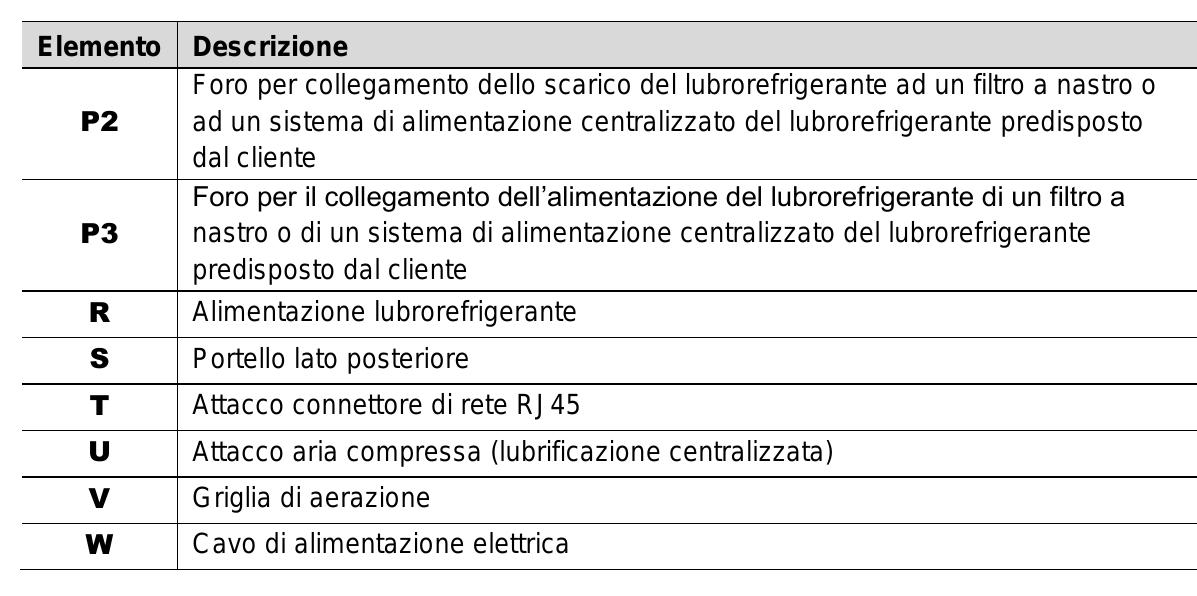 Elemento Descrizione
Foro per collegamento dello scarico del lubrorefrigerante ad un filtro a nastro o
P2 ad un sistema di alimentazione centralizzato del lubrorefrigerante predisposto
dal cliente
Foro per il collegamento dell’alimentazione del lubrorefrigerante di un filtro a
P3 nastro o di un sistema di alimentazione centralizzato del lubrorefrigerante
predisposto dal cliente
R Alimentazione lubrorefrigerante
S Portello lato posteriore
T Attacco connettore di rete RJ45
U Attacco aria compressa (lubrificazione centralizzata)
V Griglia di aerazione
W Cavo di alimentazione elettrica